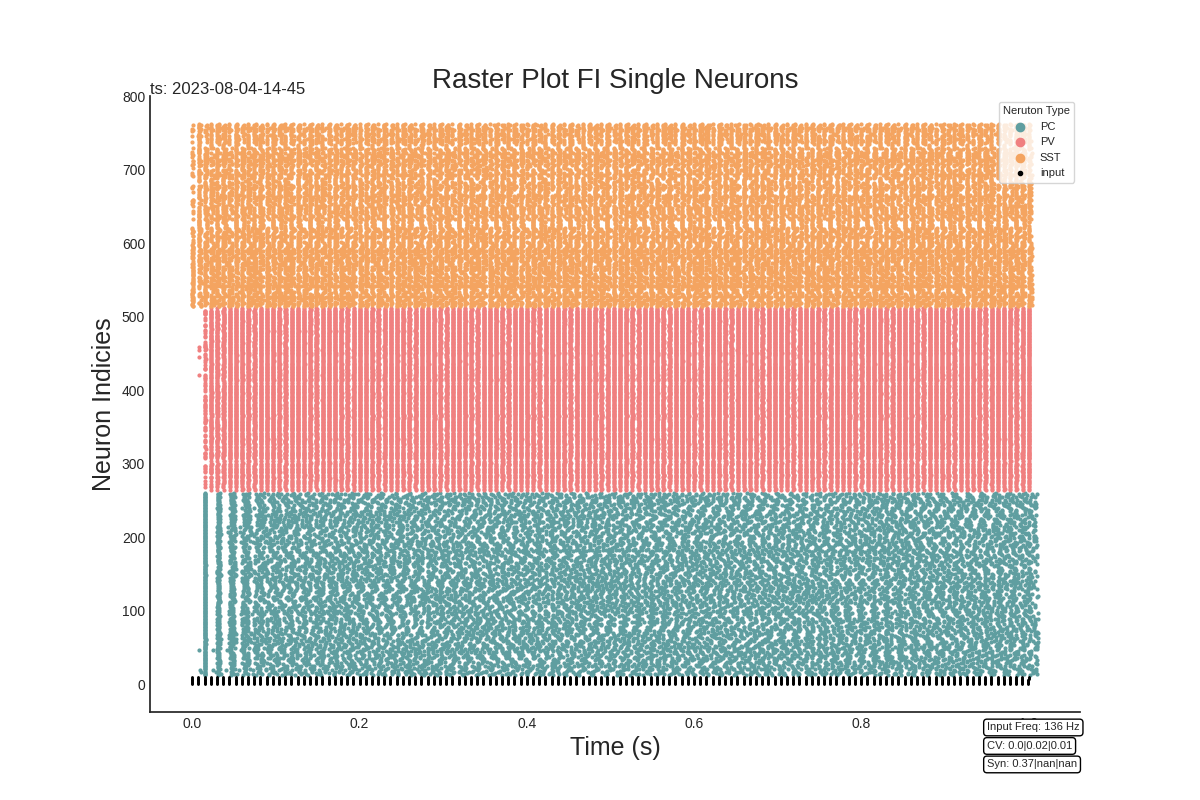 Raster Plot FI Single Neurons
ts: 2023-08-04-14-45
Neruton Type
PC
PV
SST
input
800
700
600
500
400
300
200
100
0
Neuron Indicies
0.0 0.2 0.4 0.6 0.8
Time (s)
Input Freq: 136 Hz
CV: 0.0|0.02|0.01
Syn: 0.37|nan|nan